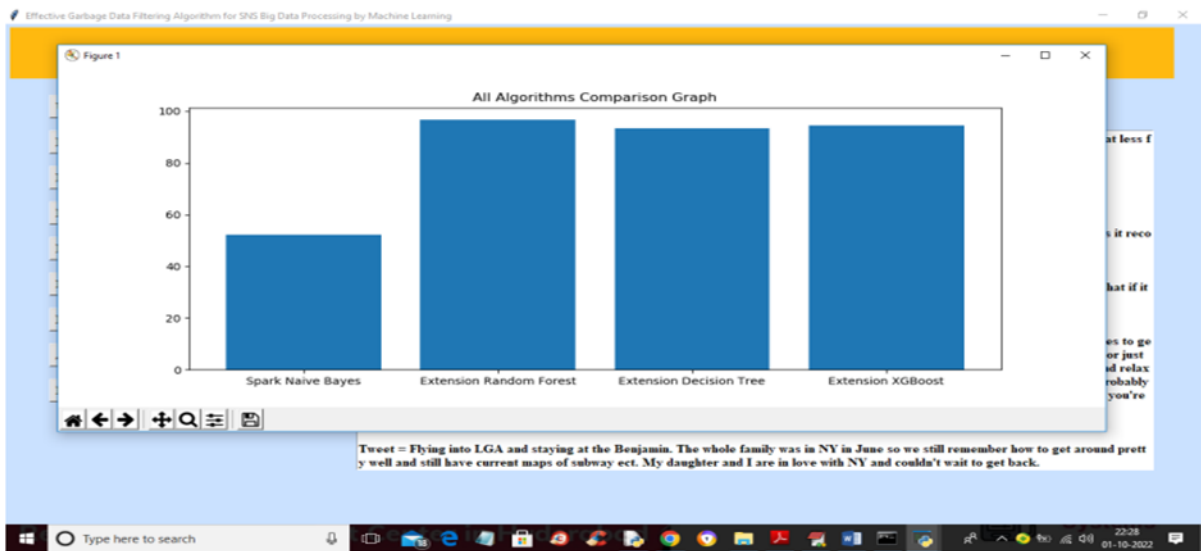 Effective Garbage Data Filtering Algorithm for SNS Big Data Processing by Machine Learning
Figure 1
All Algorithms Comparison Graph
100
80
60
40
20
0
Spark Naive Bayes Extension Random Forest Extension Decision Tree Extension XGBoost
at less f
s it reco
hat if it
es to ge
or just
d relax
robably
you're
Tweet = Flying into LGA and staying at the Benjamin. The whole family was in NY in June so we still remember how to get around prett
y well and still have current maps of subway ect. My daughter and I are in love with NY and couldn't wait to get back.
Type here to search
22:28
01-10-2022